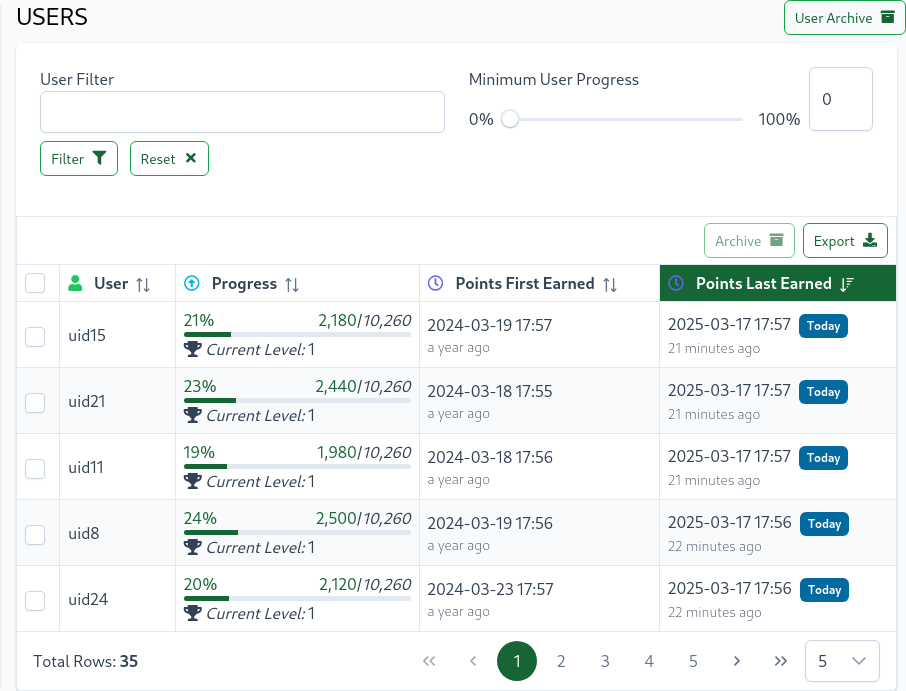 USERS
User Archive
User Filter
Minimum User Progress
0%
100%
0
Filter
Reset
Archive
Export
User
Progress
Points First Earned
Points Last Earned
uid15
21%
2,180/10,260
Current Level: 1
2024-03-19 17:57
a year ago
2025-03-17 17:57
Today
21 minutes ago
uid21
23%
2,440/10,260
Current Level: 1
2024-03-18 17:55
a year ago
2025-03-17 17:57
Today
21 minutes ago
uid11
19%
1,980/10,260
Current Level: 1
2024-03-18 17:56
a year ago
2025-03-17 17:57
Today
21 minutes ago
uid8
24%
2,500/10,260
Current Level: 1
2024-03-19 17:56
a year ago
2025-03-17 17:56
Today
22 minutes ago
uid24
20%
2,120/10,260
Current Level: 1
2024-03-23 17:57
a year ago
2025-03-17 17:56
Today
22 minutes ago
Total Rows: 35
« ‹ 1 2 3 4 5 › »
5